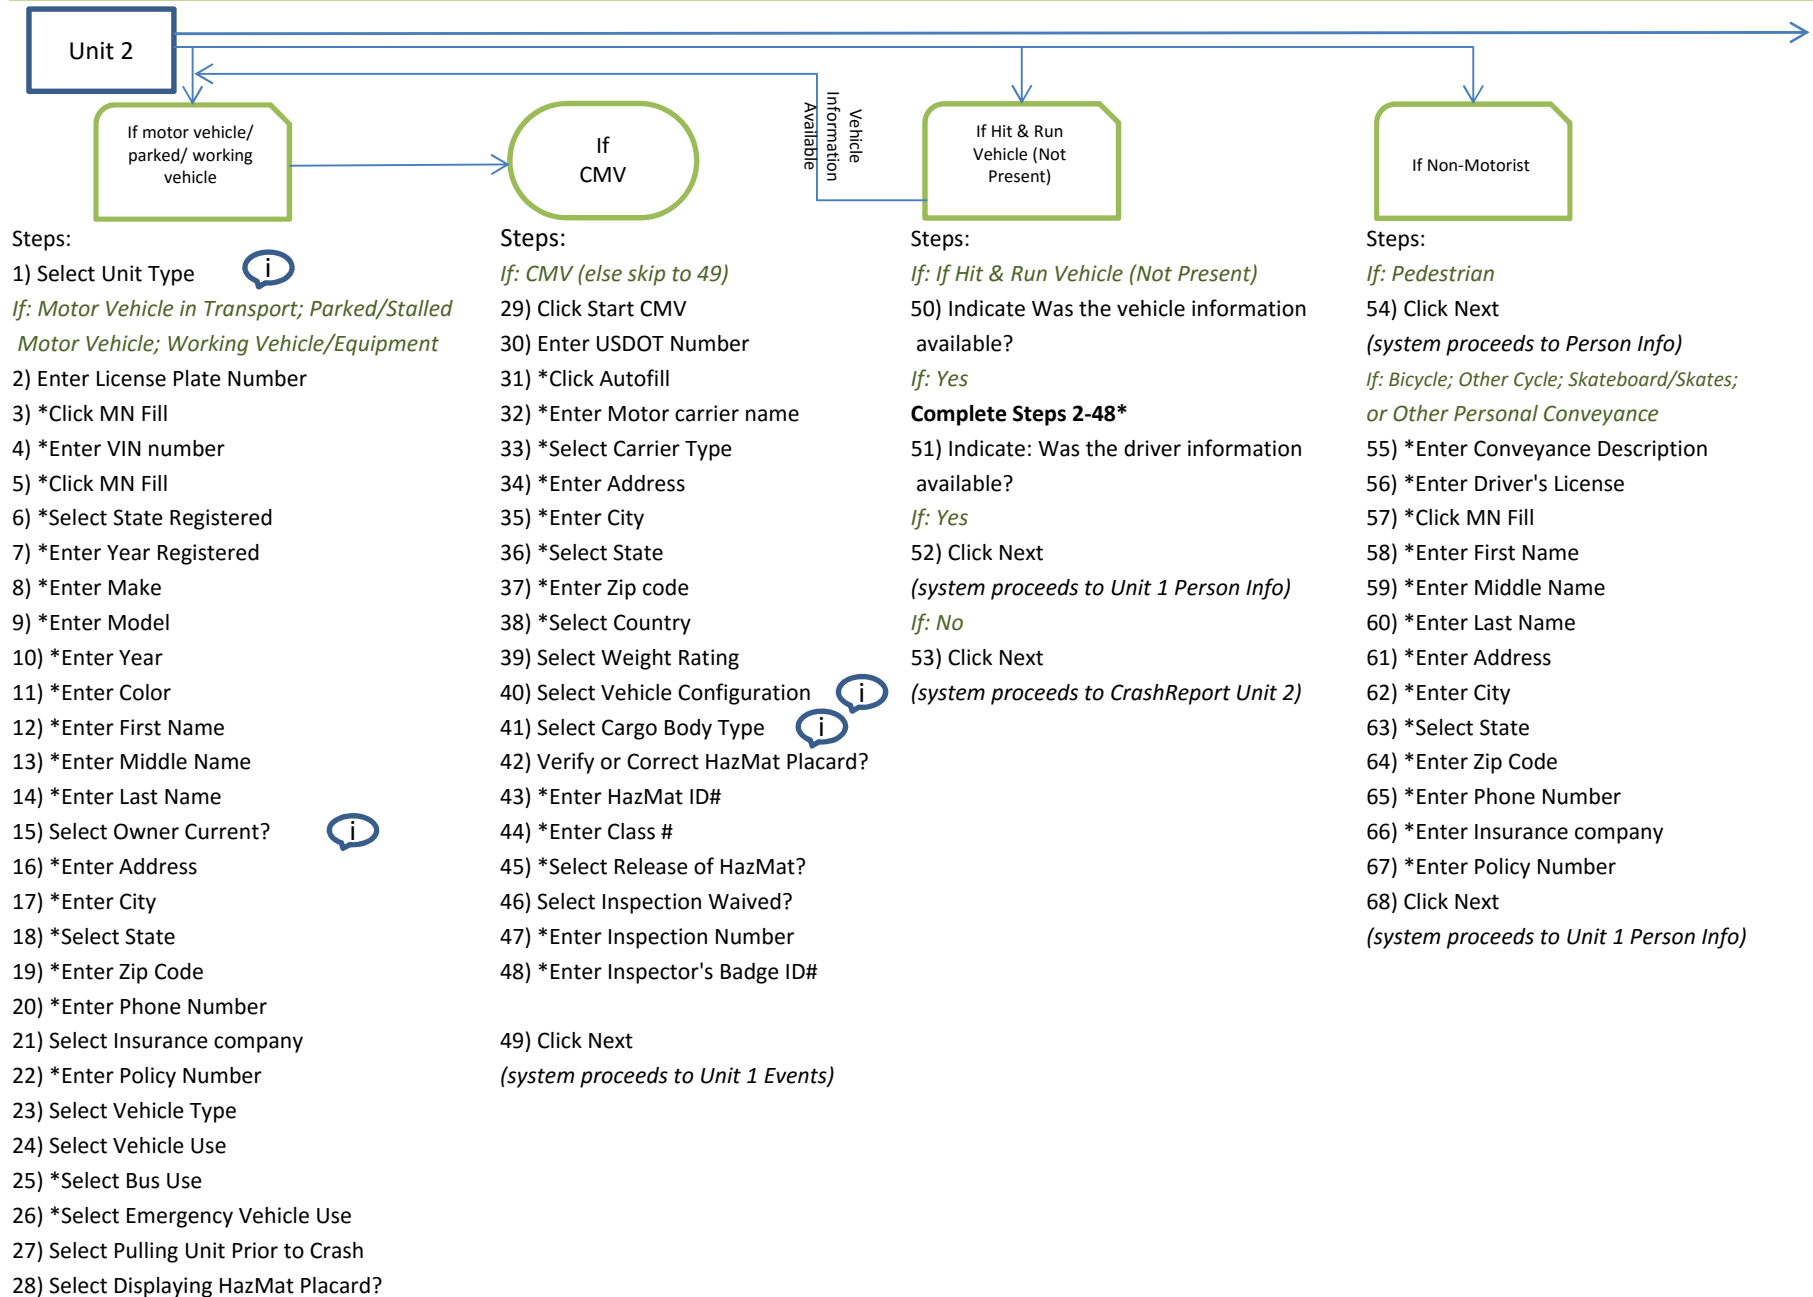 Unit 2
If motor vehicle/
parked/ working
vehicle
If
CMV
Vehicle
Information
Available
If Hit & Run
Vehicle (Not
Present)
If Non-Motorist
Steps:
1) Select Unit Type
i
If: Motor Vehicle in Transport; Parked/Stalled
Motor Vehicle; Working Vehicle/Equipment
2) Enter License Plate Number
3) *Click MN Fill
4) *Enter VIN number
5) *Click MN Fill
6) *Select State Registered
7) *Enter Year Registered
8) *Enter Make
9) *Enter Model
10) *Enter Year
11) *Enter Color
12) *Enter First Name
13) *Enter Middle Name
14) *Enter Last Name
15) Select Owner Current?
i
16) *Enter Address
17) *Enter City
18) *Select State
19) *Enter Zip Code
20) *Enter Phone Number
21) Select Insurance company
22) *Enter Policy Number
23) Select Vehicle Type
24) Select Vehicle Use
25) *Select Bus Use
26) *Select Emergency Vehicle Use
27) Select Pulling Unit Prior to Crash
28) Select Displaying HazMat Placard?
Steps:
If: CMV (else skip to 49)
29) Click Start CMV
30) Enter USDOT Number
31) *Click Autofill
32) *Enter Motor carrier name
33) *Select Carrier Type
34) *Enter Address
35) *Enter City
36) *Select State
37) *Enter Zip code
38) *Select Country
39) Select Weight Rating
40) Select Vehicle Configuration
i
41) Select Cargo Body Type
i
42) Verify or Correct HazMat Placard?
43) *Enter HazMat ID#
44) *Enter Class #
45) *Select Release of HazMat?
46) Select Inspection Waived?
47) *Enter Inspection Number
48) *Enter Inspector's Badge ID#
49) Click Next
(system proceeds to Unit 1 Events)
Steps:
If: If Hit & Run Vehicle (Not Present)
50) Indicate Was the vehicle information
available?
If: Yes
Complete Steps 2-48*
51) Indicate: Was the driver information
available?
If: Yes
52) Click Next
(system proceeds to Unit 1 Person Info)
If: No
53) Click Next
(system proceeds to CrashReport Unit 2)
Steps:
If: Pedestrian
54) Click Next
(system proceeds to Person Info)
If: Bicycle; Other Cycle; Skateboard/Skates;
or Other Personal Conveyance
55) *Enter Conveyance Description
56) *Enter Driver's License
57) *Click MN Fill
58) *Enter First Name
59) *Enter Middle Name
60) *Enter Last Name
61) *Enter Address
62) *Enter City
63) *Select State
64) *Enter Zip Code
65) *Enter Phone Number
66) *Enter Insurance company
67) *Enter Policy Number
68) Click Next
(system proceeds to Unit 1 Person Info)